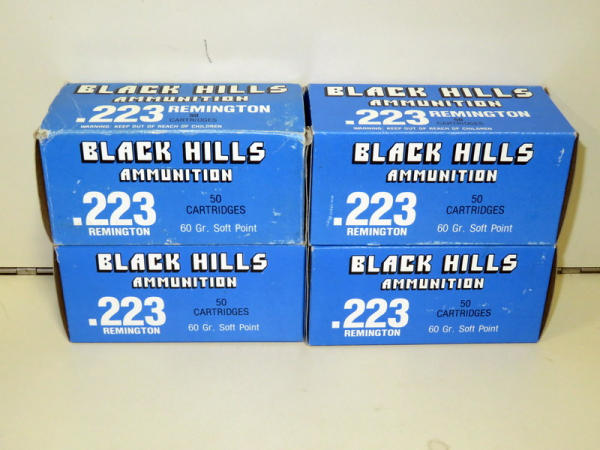 BLACK HILLS
AMMUNITION
.223 REMINGTON
50
CARTRIDGES
WARNING: KEEP OUT OF REACH OF CHILDREN
BLACK HILLS
AMMUNITION
.223 REMINGTON
50
CARTRIDGES
WARNING: KEEP OUT OF REACH OF CHILDREN
BLACK HILLS
AMMUNITION
.223
REMINGTON
50
CARTRIDGES
60 Gr. Soft Point
BLACK HILLS
AMMUNITION
.223
REMINGTON
50
CARTRIDGES
60 Gr. Soft Point
BLACK HILLS
AMMUNITION
.223
REMINGTON
50
CARTRIDGES
60 Gr. Soft Point
BLACK HILLS
AMMUNITION
.223
REMINGTON
50
CARTRIDGES
60 Gr. Soft Point